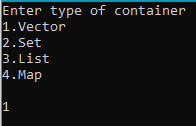 Enter type of container
1.Vector
2.Set
3.List
4.Map
1